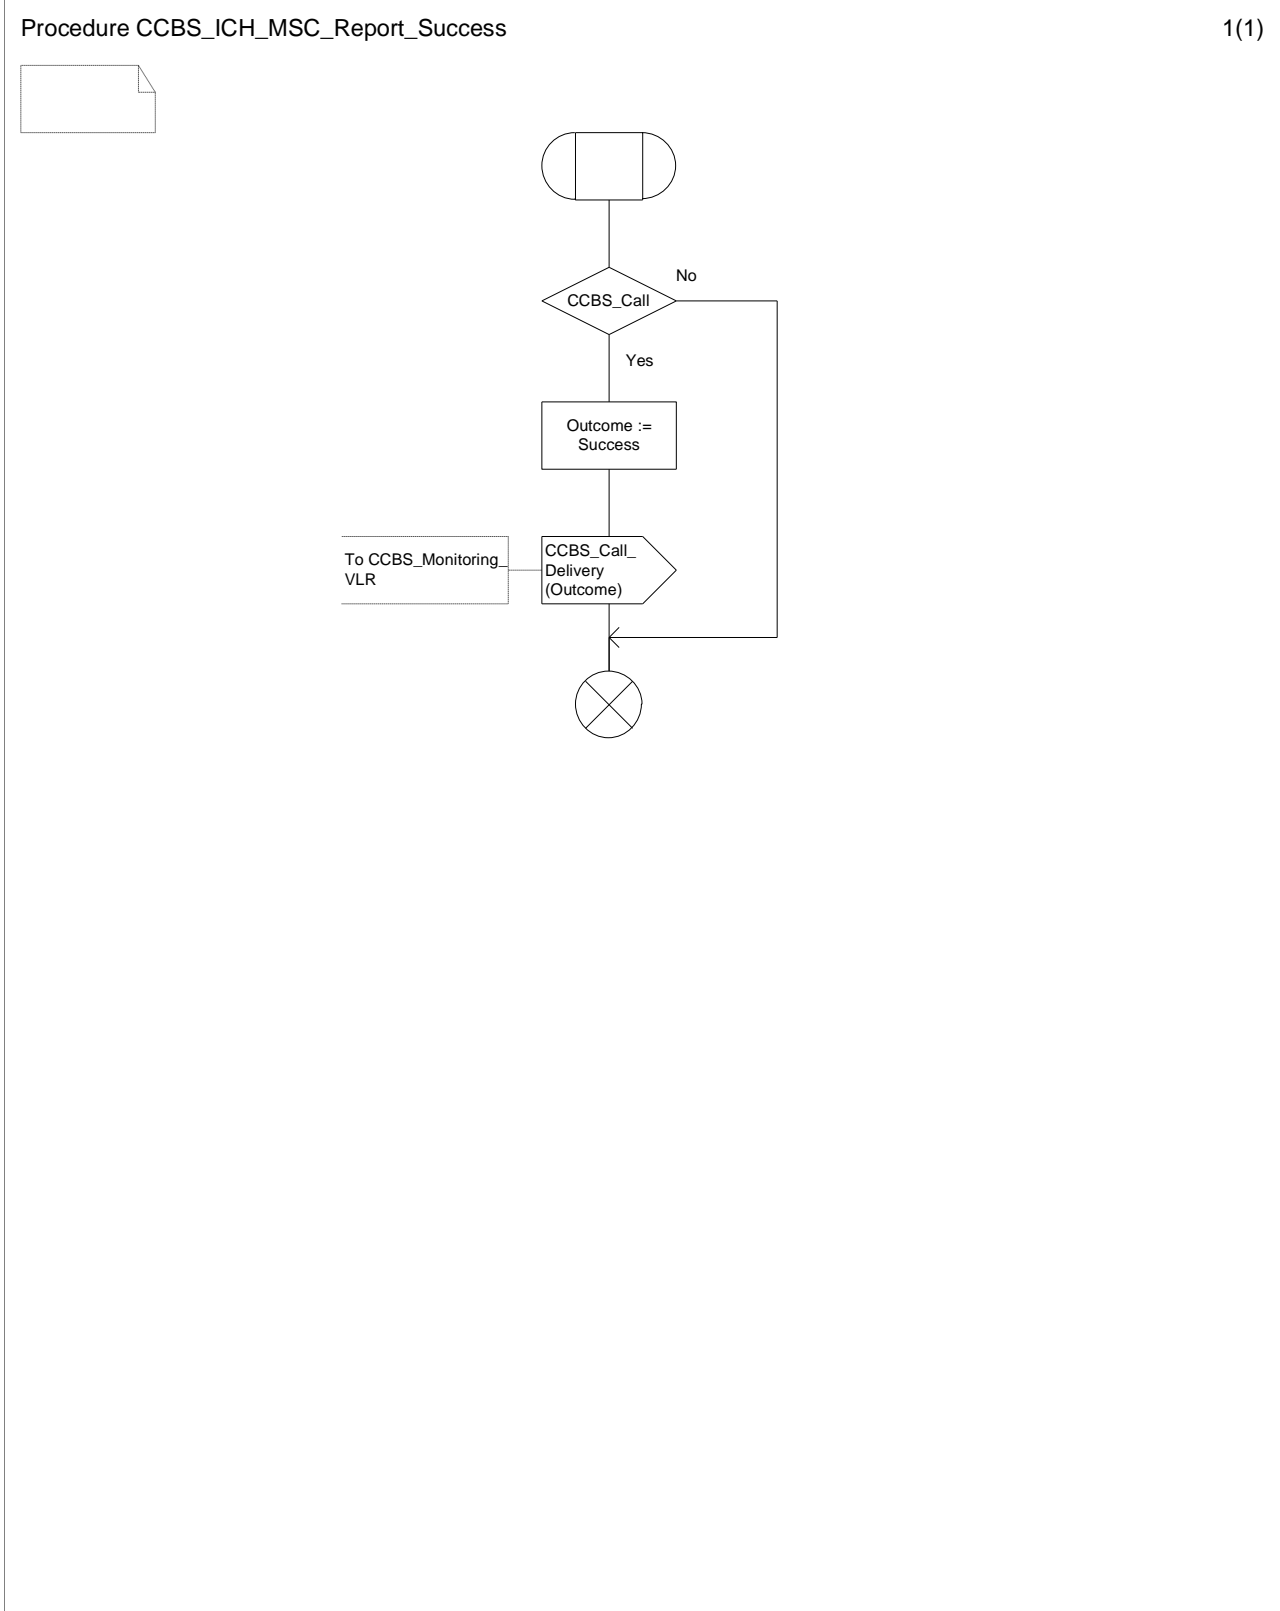 Procedure CCBS_ICH_MSC_Report_Success
1(1)
No
CCBS_Call
Yes
Outcome :=
Success
To CCBS_Monitoring_
VLR
CCBS_Call_
Delivery
(Outcome)